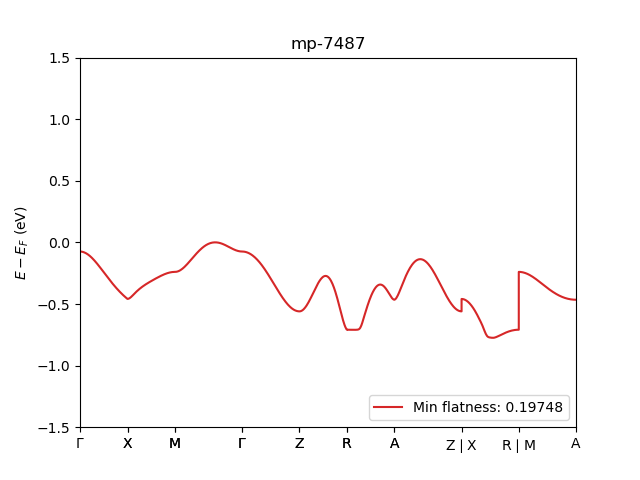 mp-7487
E − E_F (eV)
1.5
1.0
0.5
0.0
−0.5
−1.0
−1.5
Min flatness: 0.19748
Γ X M Γ Z R A Z | X R | M A